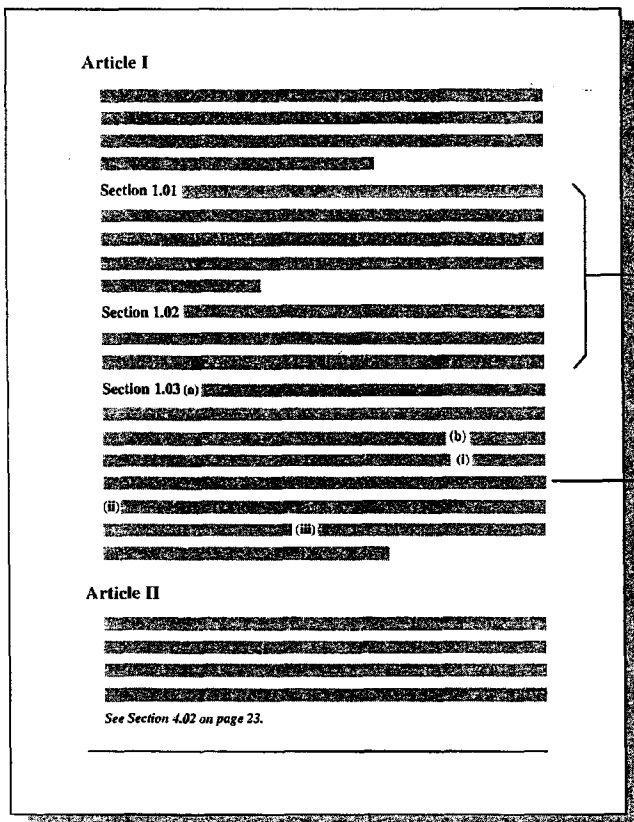 Article I
Section 1.01
Section 1.02
Section 1.03 (a)
(b)
(i)
(ii)
(iii)
Article II
See Section 4.02 on page 23.